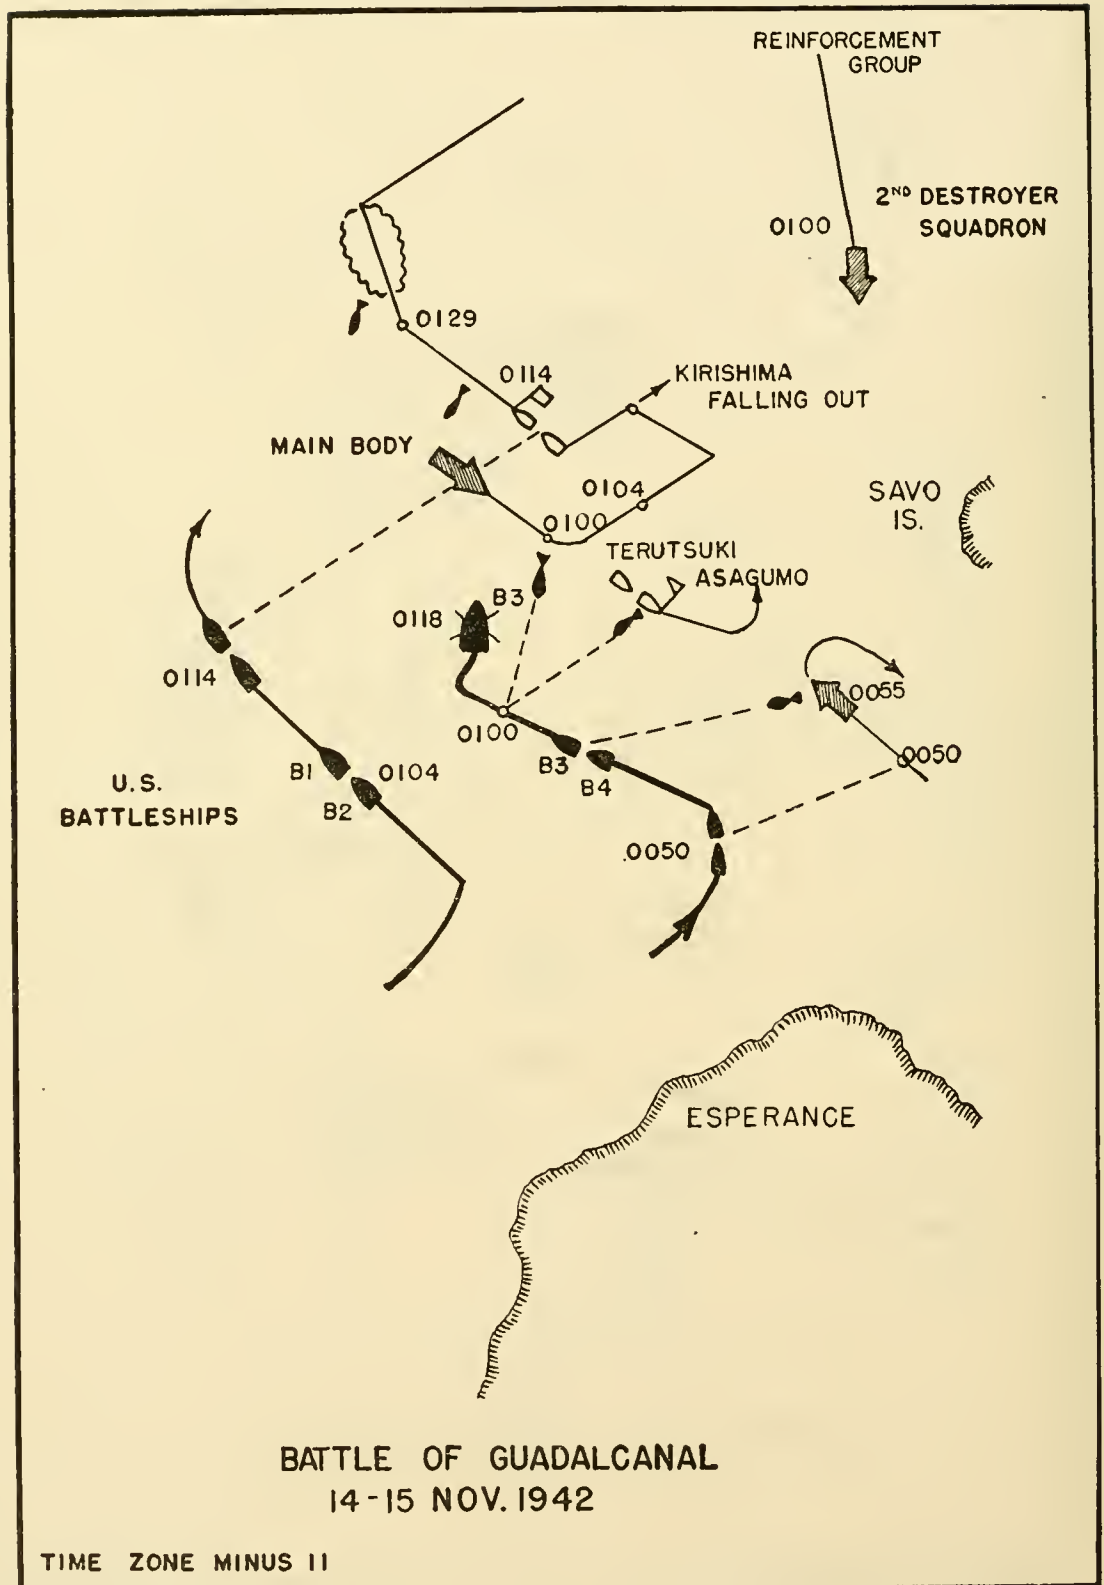 REINFORCEMENT
GROUP
2ND DESTROYER
SQUADRON
0100
0129
0114
KIRISHIMA
FALLING OUT
MAIN BODY
0104
0100
SAVO
IS.
TERUTSUKI
ASAGUMO
B3
0118
0114
0055
0100
0050
B3
B4
B1
0104
B2
U.S.
BATTLESHIPS
0050
ESPERANCE
BATTLE OF GUADALCANAL
14-15 NOV. 1942
TIME ZONE MINUS 11